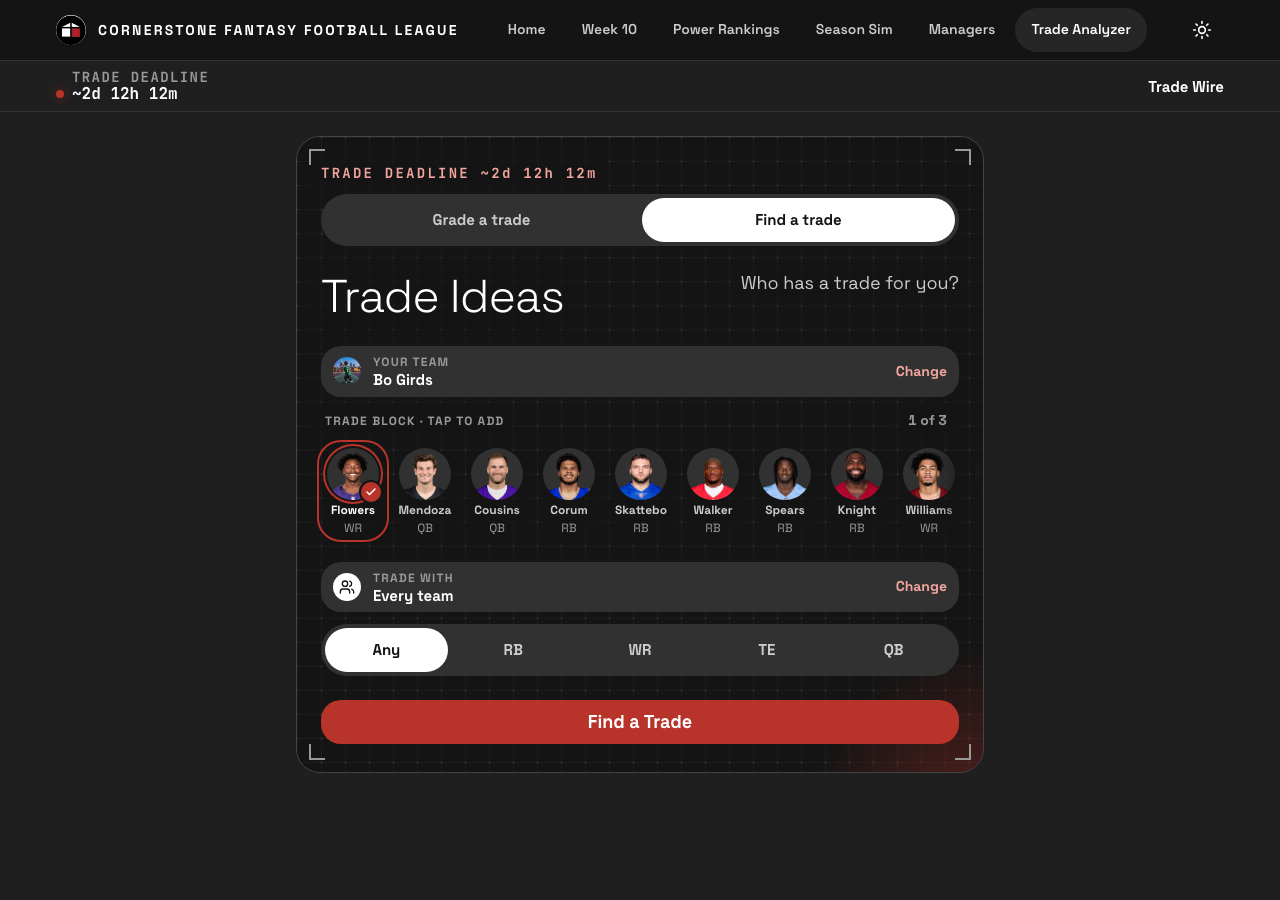 CORNERSTONE FANTASY FOOTBALL LEAGUE
Home
Week 10
Power Rankings
Season Sim
Managers
Trade Analyzer
TRADE DEADLINE
~2d 12h 12m
Trade Wire
TRADE DEADLINE ~2d 12h 12m
Grade a trade
Find a trade
Trade Ideas
Who has a trade for you?
YOUR TEAM
Bo Girds
Change
TRADE BLOCK · TAP TO ADD
1 of 3
Flowers
WR
Mendoza
QB
Cousins
QB
Corum
RB
Skattebo
RB
Walker
RB
Spears
RB
Knight
RB
Williams
WR
TRADE WITH
Every team
Change
Any
RB
WR
TE
QB
Find a Trade